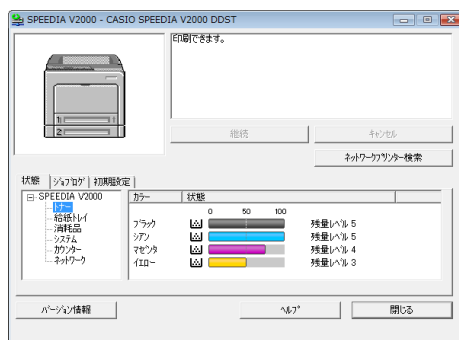 SPEEDIA V2000 - CASIO SPEEDIA V2000 DDST
印刷できます。
1
2
継続
キャンセル
ネットワークプリンター検索
状態
ジョブログ
初期設定
SPEEDIA V2000
トナー
給紙トレイ
消耗品
システム
カウンター
ネットワーク
カラー
状態
0 50 100
ブラック 残量レベル 5
シアン 残量レベル 5
マゼンタ 残量レベル 4
イエロー 残量レベル 3
バージョン情報
ヘルプ
閉じる